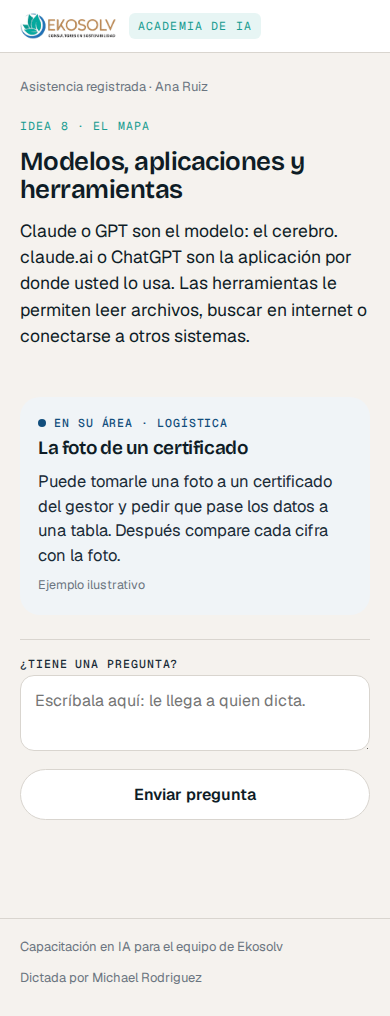 EKOSOLV
ACADEMIA DE IA
Asistencia registrada · Ana Ruiz
IDEA 8 · EL MAPA
Modelos, aplicaciones y
herramientas
Claude o GPT son el modelo: el cerebro.
claude.ai o ChatGPT son la aplicación por
donde usted lo usa. Las herramientas le
permiten leer archivos, buscar en internet o
conectarse a otros sistemas.
EN SU ÁREA · LOGÍSTICA
La foto de un certificado
Puede tomarle una foto a un certificado
del gestor y pedir que pase los datos a
una tabla. Después compare cada cifra
con la foto.
Ejemplo ilustrativo
¿TIENE UNA PREGUNTA?
Escríbala aquí: le llega a quien dicta.
Enviar pregunta
Capacitación en IA para el equipo de Ekosolv
Dictada por Michael Rodriguez